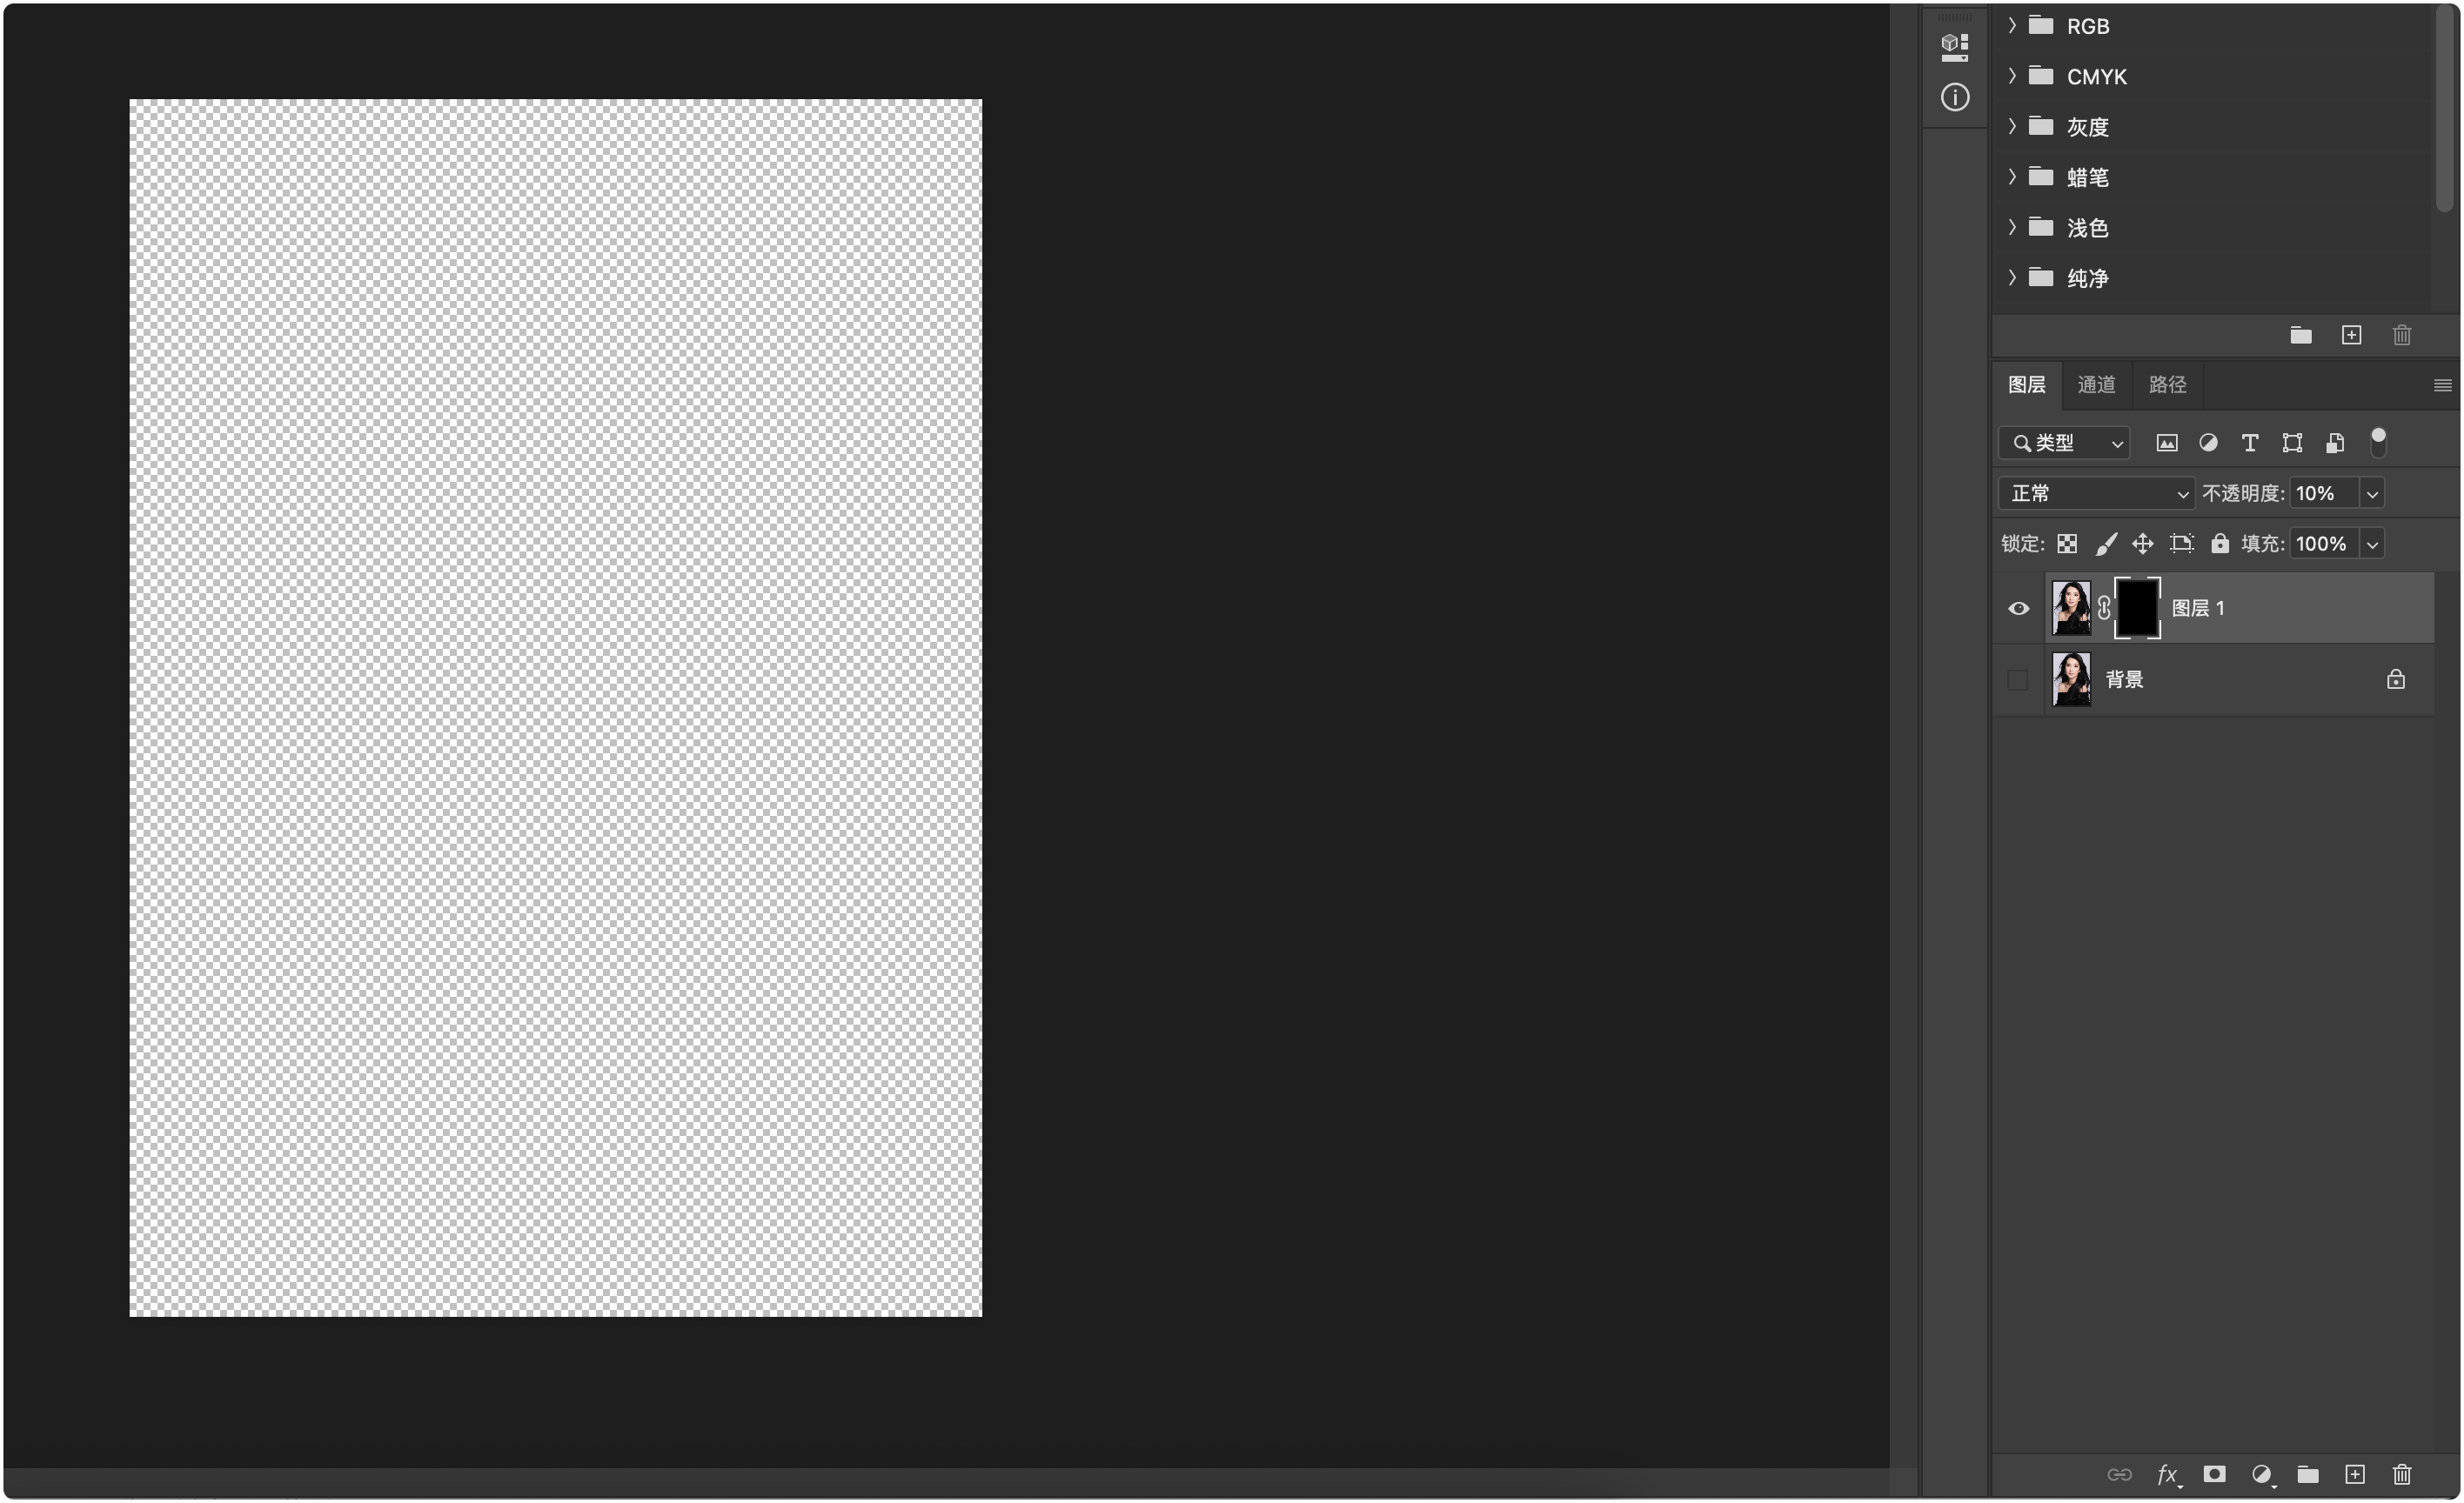 RGB
CMYK
灰度
蜡笔
浅色
纯净
图层 通道 路径
类型
正常 不透明度: 10%
锁定: 填充: 100%
图层 1
背景
fx